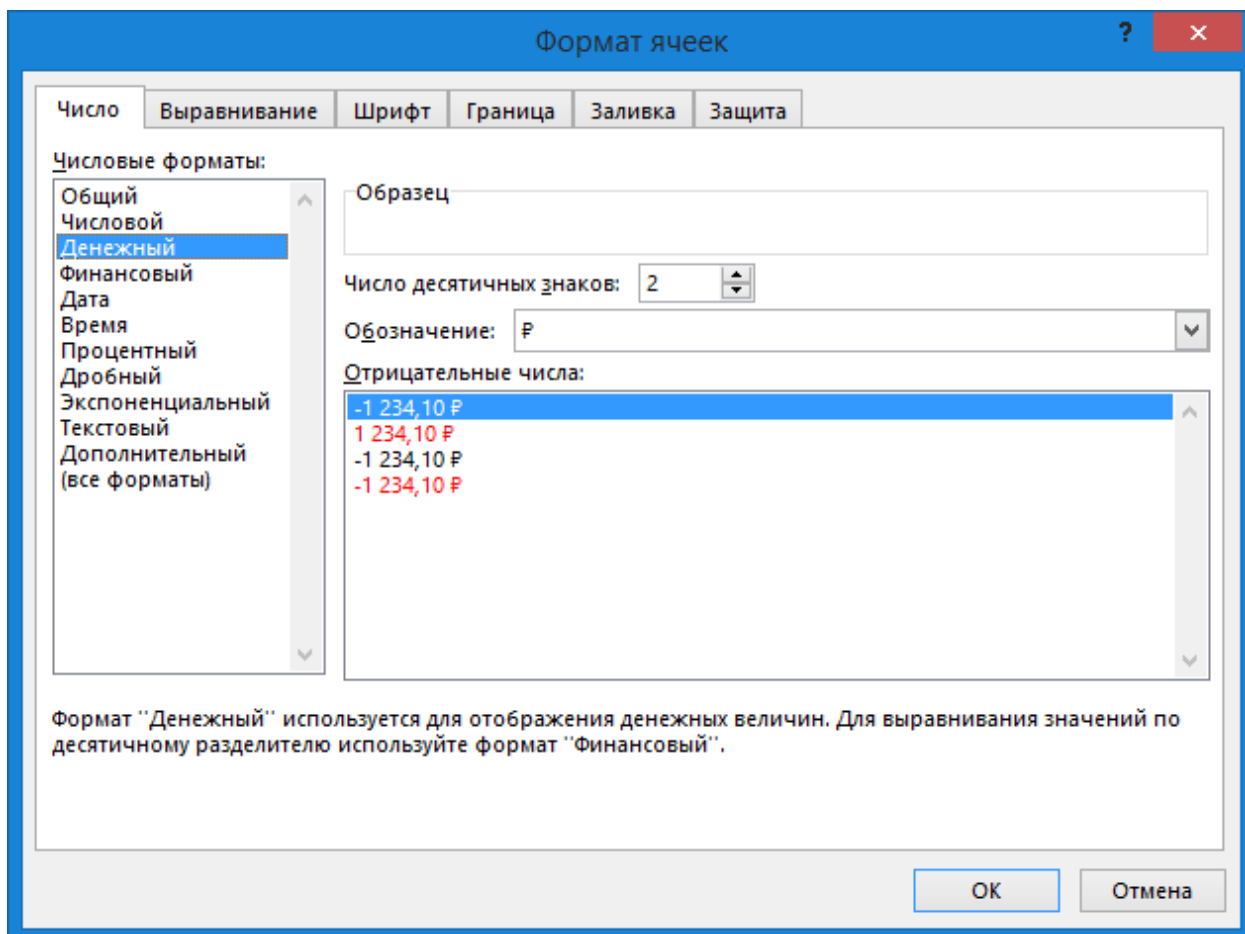 Формат ячеек
?
Число Выравнивание Шрифт Граница Заливка Защита
Числовые форматы:
Общий
Числовой
Денежный
Финансовый
Дата
Время
Процентный
Дробный
Экспоненциальный
Текстовый
Дополнительный
(все форматы)
Образец
Число десятичных знаков: 2
Обозначение: ₽
Отрицательные числа:
-1 234,10 ₽
1 234,10 ₽
-1 234,10 ₽
-1 234,10 ₽
Формат "Денежный" используется для отображения денежных величин. Для выравнивания значений по
десятичному разделителю используйте формат "Финансовый".
ОК Отмена